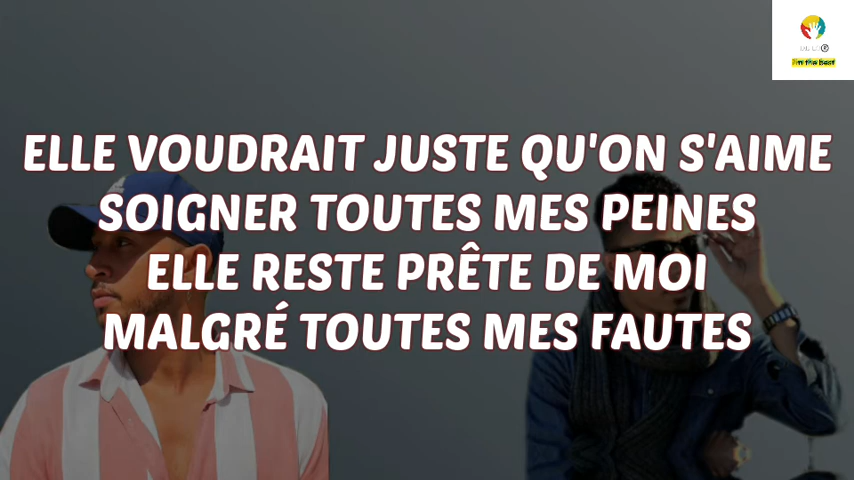 ELLE VOUDRAIT JUSTE QU'ON S'AIME
SOIGNER TOUTES MES PEINES
ELLE RESTE PRÊTE DE MOI
MALGRÉ TOUTES MES FAUTES